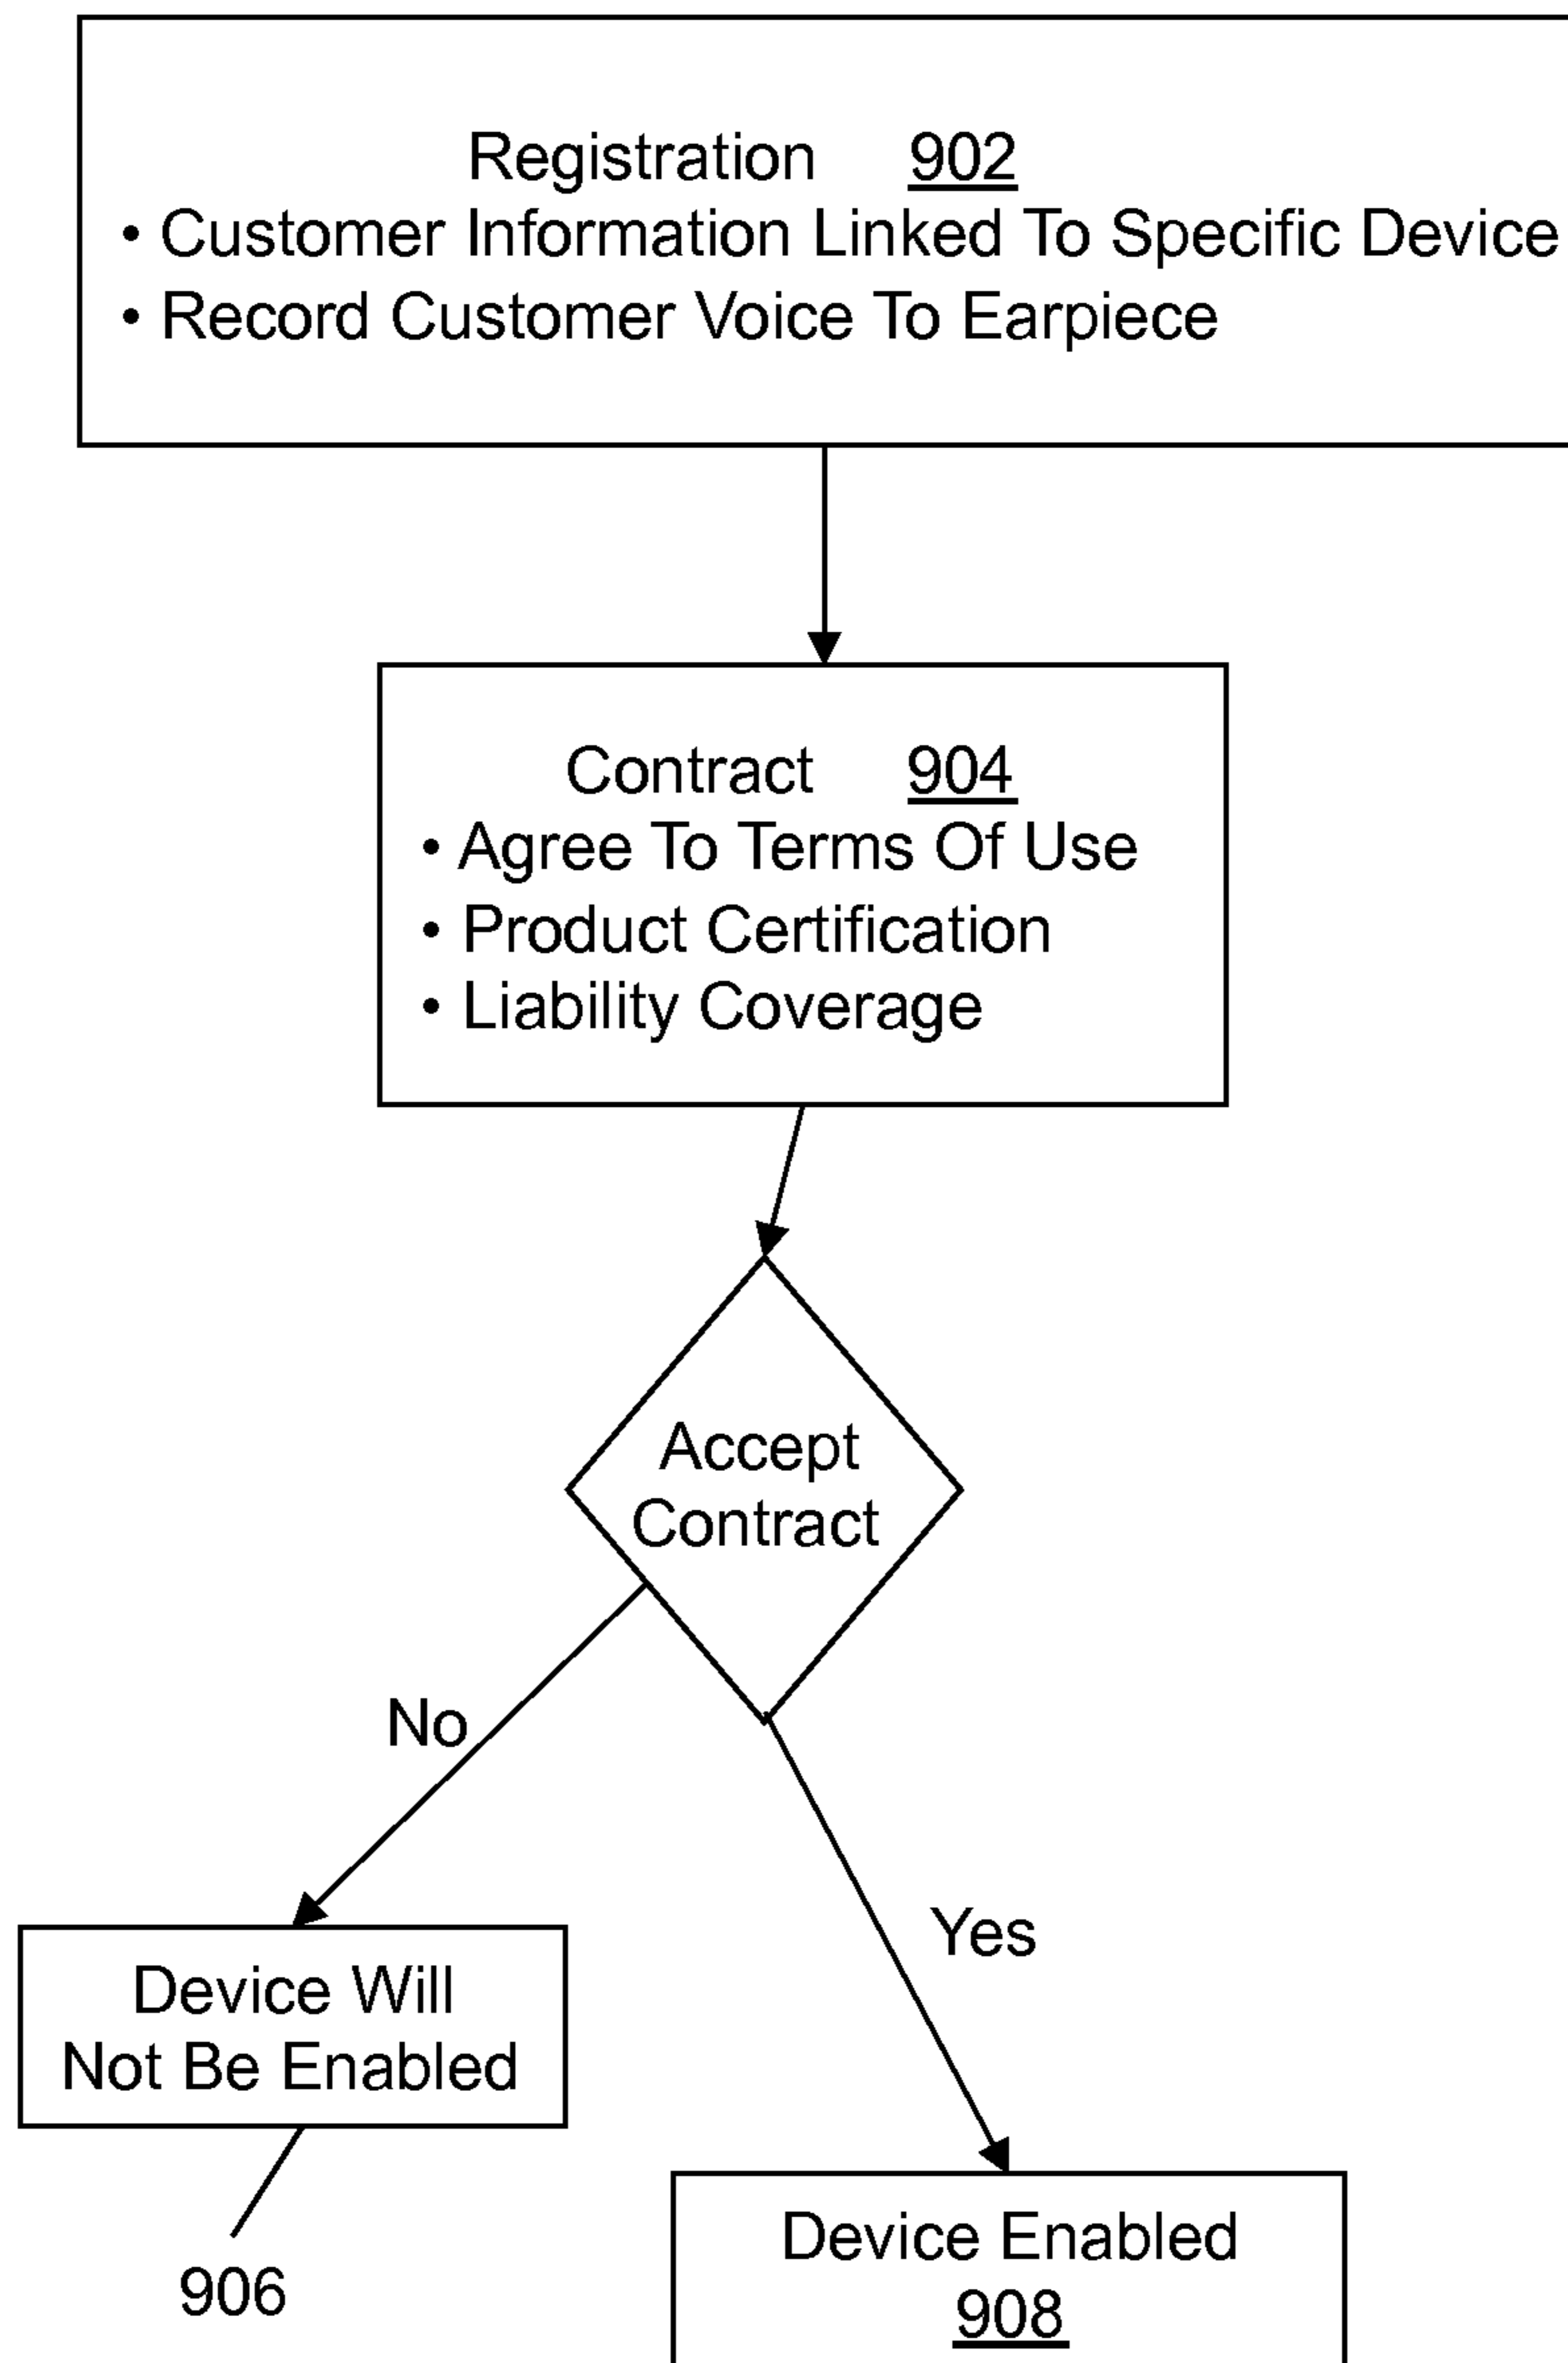 Registration 902
• Customer Information Linked To Specific Device
• Record Customer Voice To Earpiece
Contract 904
• Agree To Terms Of Use
• Product Certification
• Liability Coverage
Accept
Contract
No
Yes
Device Will
Not Be Enabled
906
Device Enabled
908